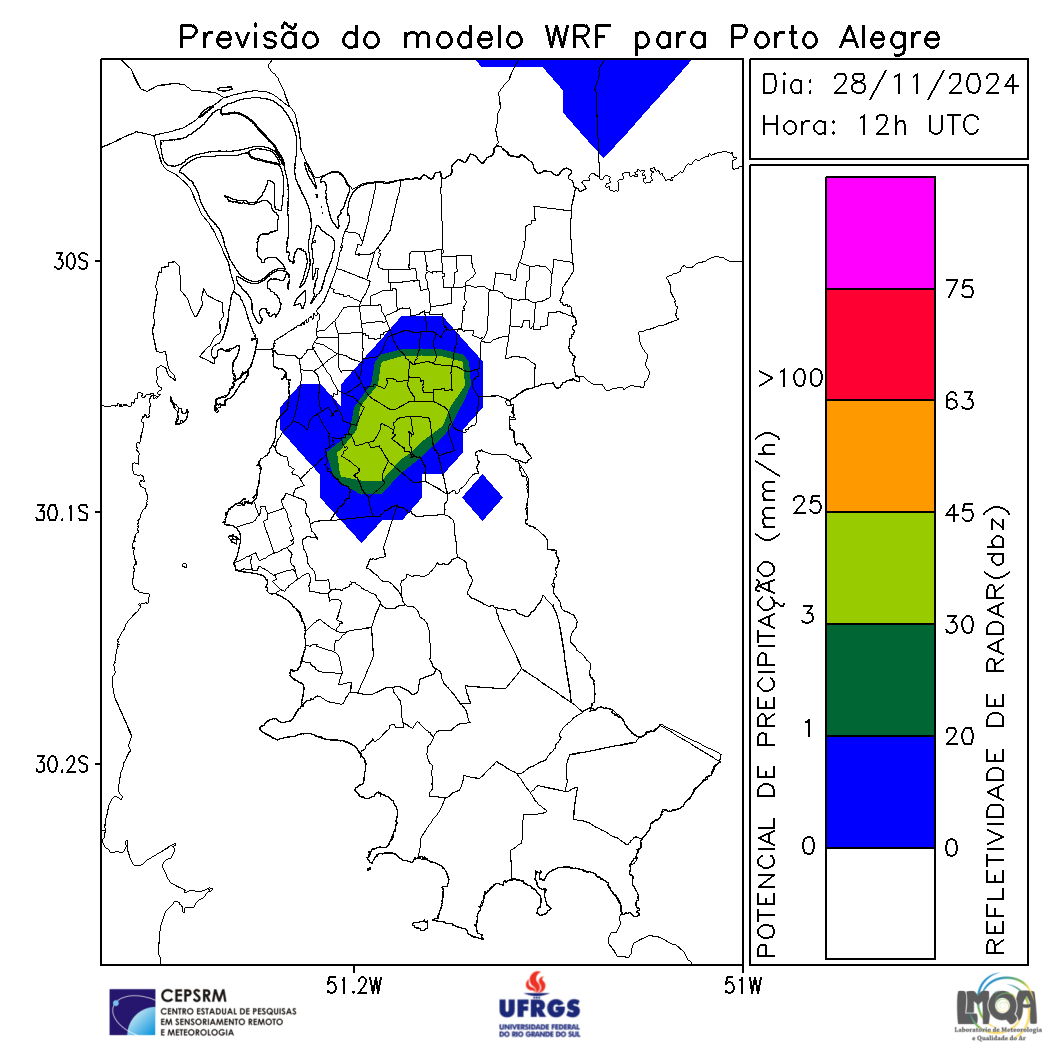 Previsão do modelo WRF para Porto Alegre
Dia: 28/11/2024
Hora: 12h UTC
30S
30.1S
30.2S
51.2W
51W
POTENCIAL DE PRECIPITAÇÃO (mm/h)
>100
25
3
1
0
75
63
45
30
20
0
REFLETIVIDADE DE RADAR(dbz)
CEPSRM
CENTRO ESTADUAL DE PESQUISAS
EM SENSORIAMENTO REMOTO
E METEOROLOGIA
UFRGS
UNIVERSIDADE FEDERAL
DO RIO GRANDE DO SUL
LMQA
Laboratório de Meteorologia
e Qualidade do Ar